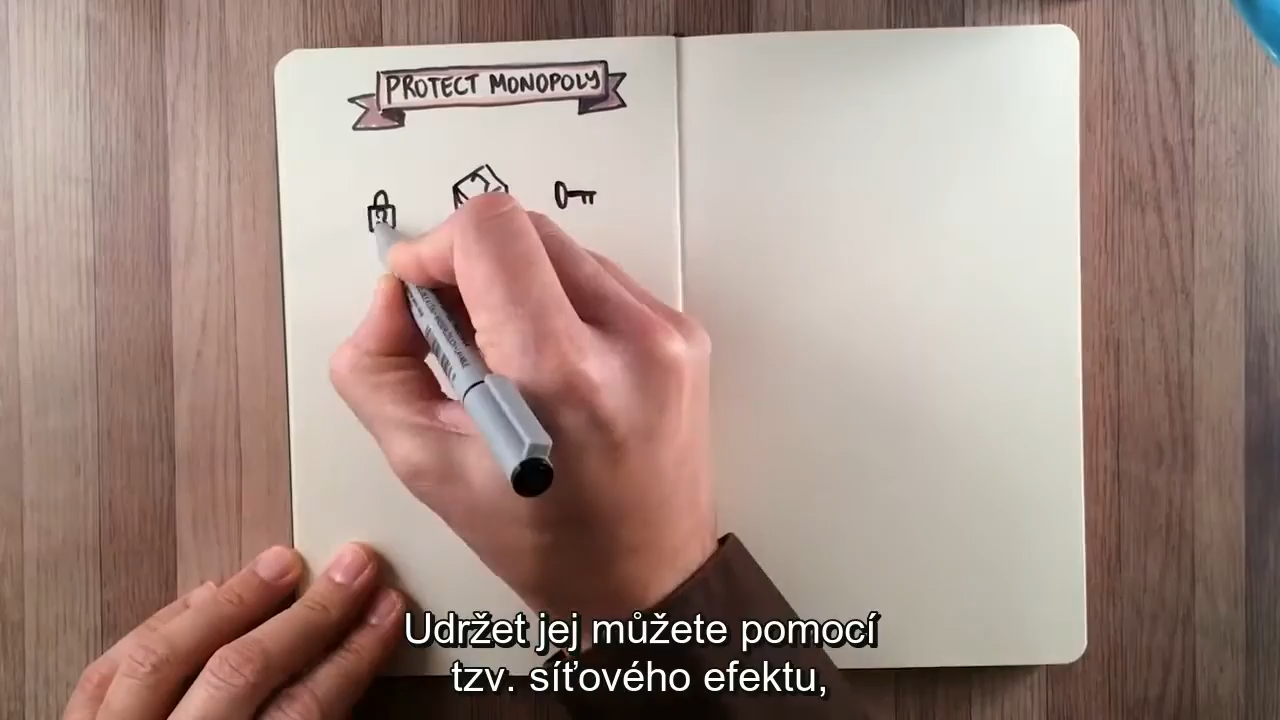 PROTECT MONOPOLY
Udržet jej můžete pomocí
tzv. síťového efektu,